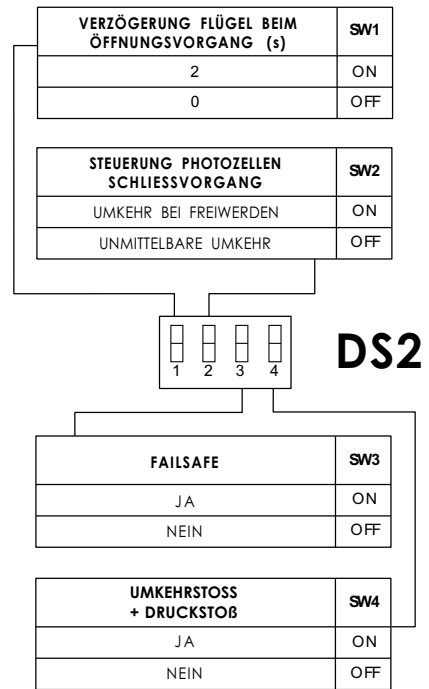 VERZÖGERUNG FLÜGEL BEIM
ÖFFNUNGSVORGANG (s)
SW1
2 ON
0 OFF
STEUERUNG PHOTOZELLEN
SCHLIESSVORGANG
SW2
UMKEHR BEI FREIWERDEN ON
UNMITTELBARE UMKEHR OFF
1 2 3 4
DS2
FAILSAFE SW3
JA ON
NEIN OFF
UMKEHRSTOSS
+ DRUCKSTOß
SW4
JA ON
NEIN OFF